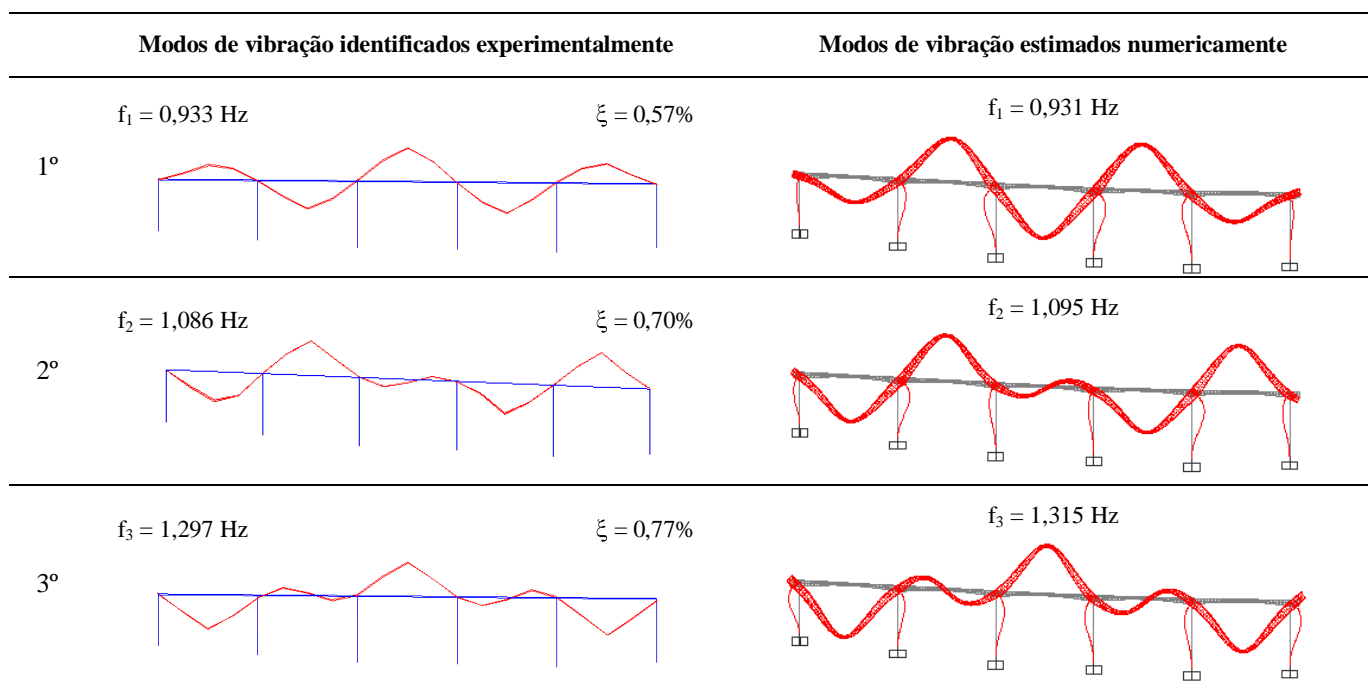 Modos de vibração identificados experimentalmente Modos de vibração estimados numericamente
f₁ = 0,933 Hz ξ = 0,57% f₁ = 0,931 Hz
1º
f₂ = 1,086 Hz ξ = 0,70% f₂ = 1,095 Hz
2º
f₃ = 1,297 Hz ξ = 0,77% f₃ = 1,315 Hz
3º